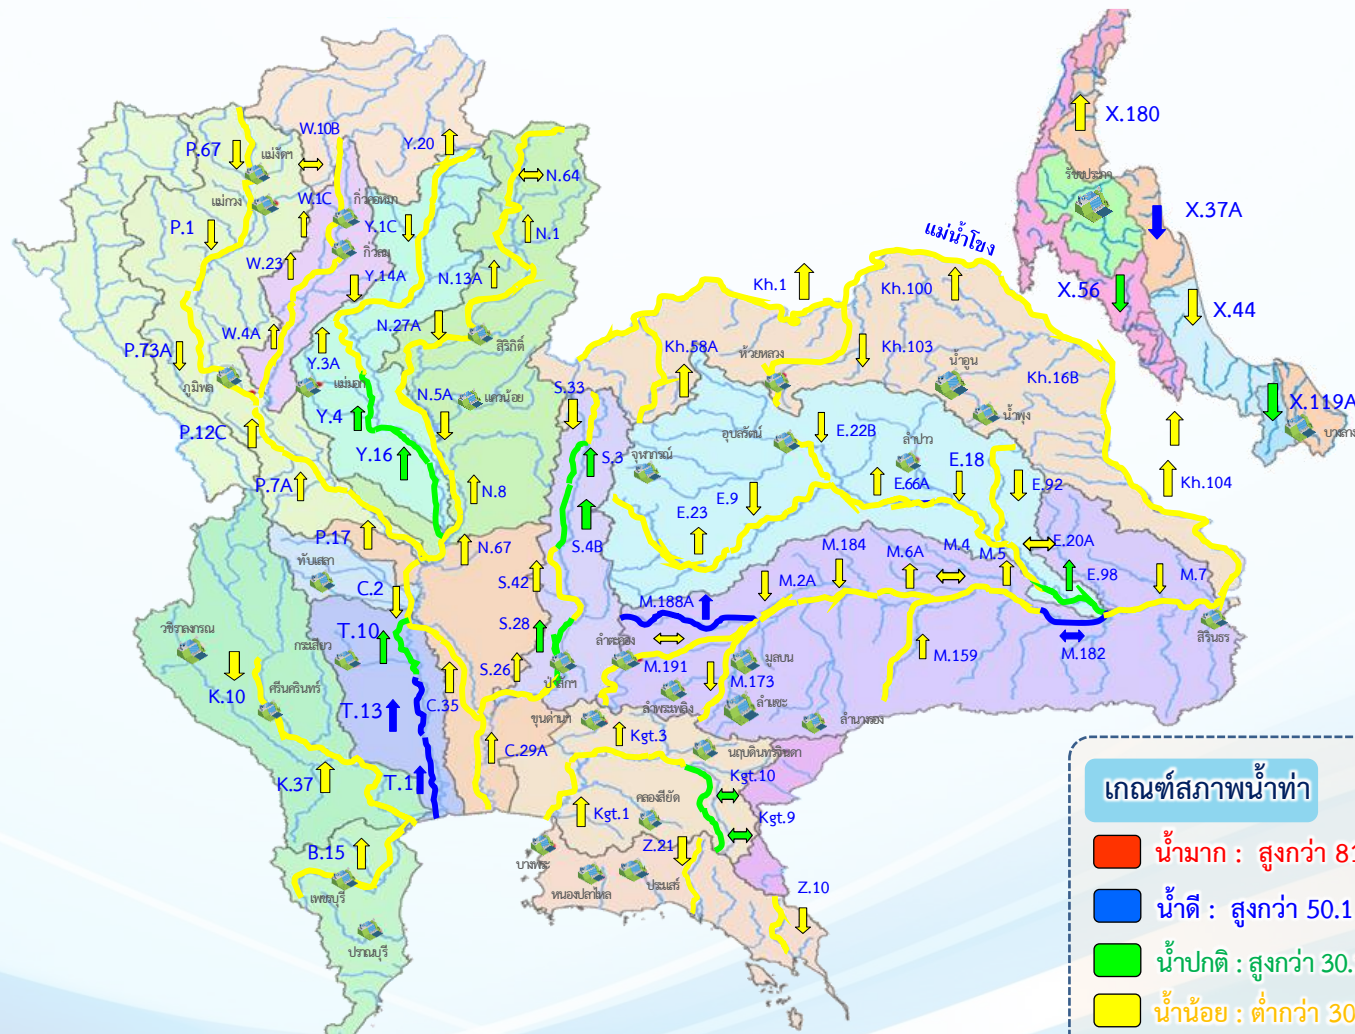 X.180
W.10B
P.67
Y.20
แม่งัดฯ
N.64
รัชชประภา
แม่กวง
W.1C
กิ่วคอหมา
X.37A
P.1
Y.1C
N.1
แม่น้ำโขง
กิ่วลม
W.23
Y.14A
N.13A
Kh.1
Kh.100
X.56
X.44
W.4A
N.27A
สิริกิติ์
P.73A
Y.3A
Kh.58A
ห้วยหลวง
Kh.103
น้ำอูน
ภูมิพล
แม่มอก
N.5A
แควน้อย
S.33
Kh.16B
X.119A
บางลาง
Y.4
น้ำพุง
P.12C
อุบลรัตน์
E.22B
ลำปาว
Y.16
S.3
จุฬาภรณ์
E.18
P.7A
N.8
E.9
E.66A
E.92
Kh.104
E.23
P.17
N.67
S.4B
M.184
M.6A
M.4
M.5
E.20A
ทับเสลา
C.2
S.42
M.2A
E.98
M.7
M.188A
วชิราลงกรณ
กระเสียว
T.10
S.28
ลำตะคอง
M.182
สิรินธร
ศรีนครินทร์
S.26
ป่าสักฯ
M.191
M.173
มูลบน
M.159
K.10
T.13
C.35
ขุนด่านฯ
ลำพระเพลิง
ลำแชะ
ลำนางรอง
C.29A
Kgt.3
นฤบดินทรจินดา
K.37
T.1
Kgt.10
Kgt.1
คลองสียัด
Kgt.9
B.15
บางพระ
Z.21
เพชรบุรี
หนองปลาไหล
ประแสร์
Z.10
ปราณบุรี
เกณฑ์สภาพน้ำท่า
น้ำมาก : สูงกว่า 81
น้ำดี : สูงกว่า 50.1
น้ำปกติ : สูงกว่า 30.
น้ำน้อย : ต่ำกว่า 30